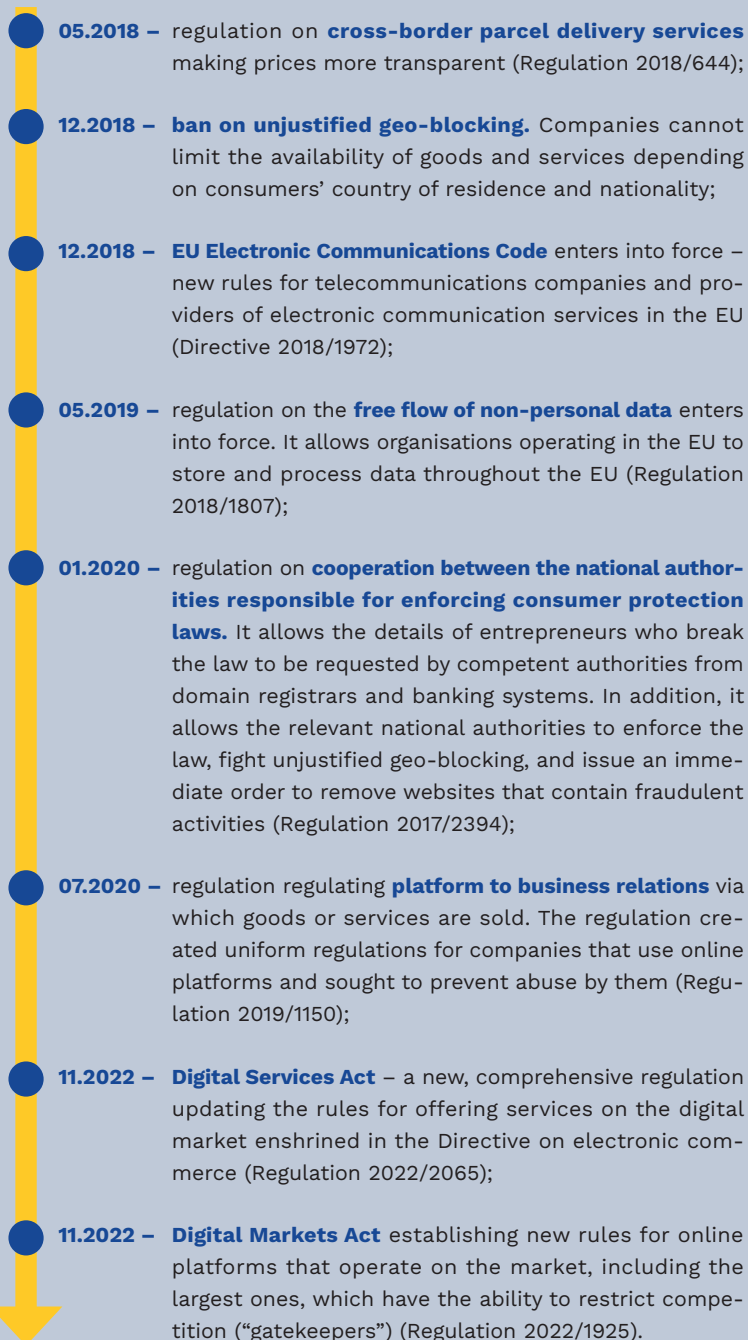 05.2018 – regulation on cross-border parcel delivery services
making prices more transparent (Regulation 2018/644);
12.2018 – ban on unjustified geo-blocking. Companies cannot
limit the availability of goods and services depending
on consumers’ country of residence and nationality;
12.2018 – EU Electronic Communications Code enters into force –
new rules for telecommunications companies and pro-
viders of electronic communication services in the EU
(Directive 2018/1972);
05.2019 – regulation on the free flow of non-personal data enters
into force. It allows organisations operating in the EU to
store and process data throughout the EU (Regulation
2018/1807);
01.2020 – regulation on cooperation between the national author-
ities responsible for enforcing consumer protection
laws. It allows the details of entrepreneurs who break
the law to be requested by competent authorities from
domain registrars and banking systems. In addition, it
allows the relevant national authorities to enforce the
law, fight unjustified geo-blocking, and issue an imme-
diate order to remove websites that contain fraudulent
activities (Regulation 2017/2394);
07.2020 – regulation regulating platform to business relations via
which goods or services are sold. The regulation cre-
ated uniform regulations for companies that use online
platforms and sought to prevent abuse by them (Regu-
lation 2019/1150);
11.2022 – Digital Services Act – a new, comprehensive regulation
updating the rules for offering services on the digital
market enshrined in the Directive on electronic com-
merce (Regulation 2022/2065);
11.2022 – Digital Markets Act establishing new rules for online
platforms that operate on the market, including the
largest ones, which have the ability to restrict compe-
tition (“gatekeepers”) (Regulation 2022/1925).